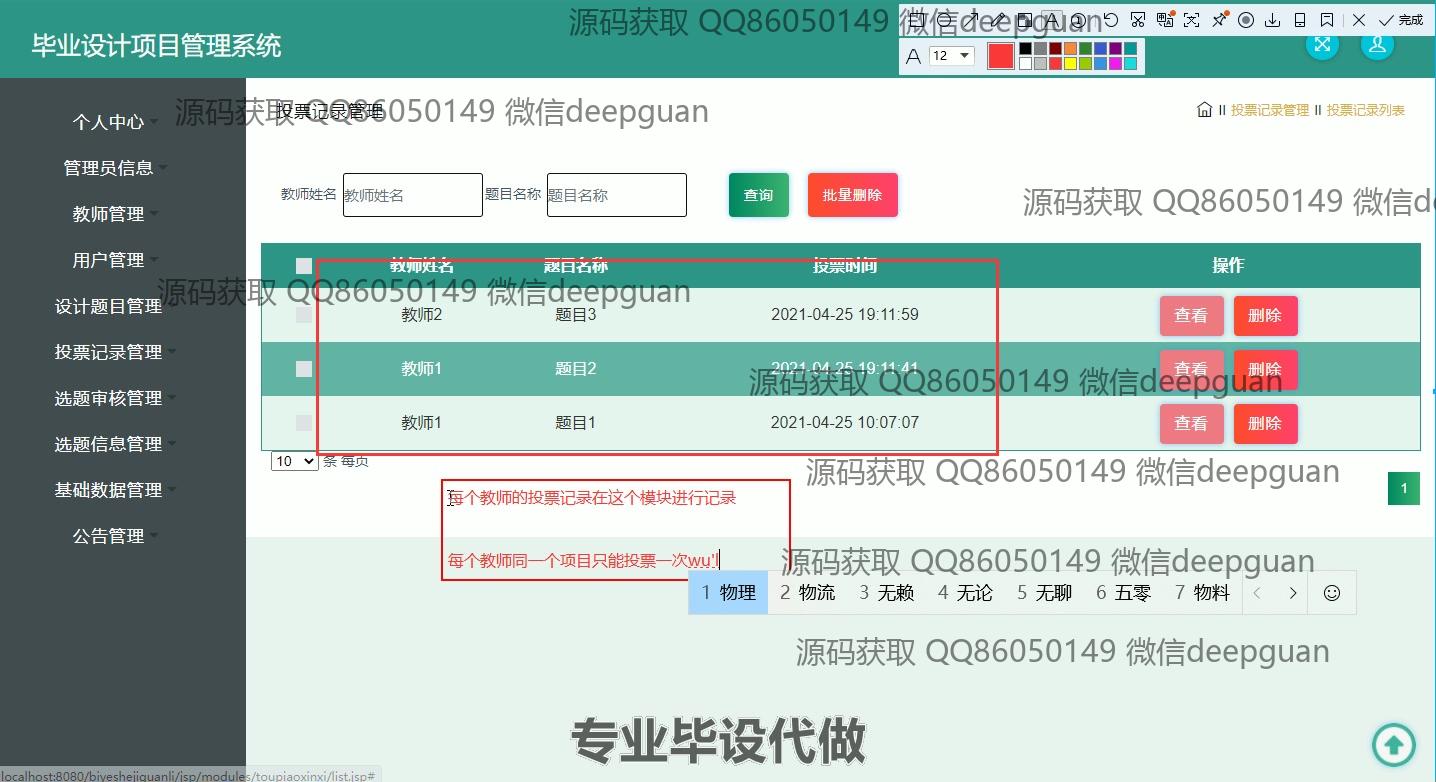 源码获取 QQ86050149 微信deepguan
完成
毕业设计项目管理系统
A 12
个人中心
管理员信息
教师管理
用户管理
设计题目管理
投票记录管理
选题审核管理
选题信息管理
基础数据管理
公告管理
源码获取 QQ86050149 微信deepguan
投票记录管理
投票记录管理 投票记录列表
教师姓名 教师姓名 题目名称 题目名称 查询 批量删除
源码获取 QQ86050149 微信de
教师姓名 题目名称 投票时间 操作
源码获取 QQ86050149 微信deepguan
教师2 题目3 2021-04-25 19:11:59 查看 删除
教师1 题目2 2021-04-25 19:11:41 查看 删除
源码获取 QQ86050149 微信deepguan
教师1 题目1 2021-04-25 10:07:07 查看 删除
10 条 每页
源码获取 QQ86050149 微信deepguan
1
每个教师的投票记录在这个模块进行记录
每个教师同一个项目只能投票一次wu'l
源码获取 QQ86050149 微信deepguan
1 物理 2 物流 3 无赖 4 无论 5 无聊 6 五零 7 物料
源码获取 QQ86050149 微信deepguan
专业毕设代做
localhost:8080/biyeshejiguanli/jsp/modules/toupiaoxinxi/list.jsp#